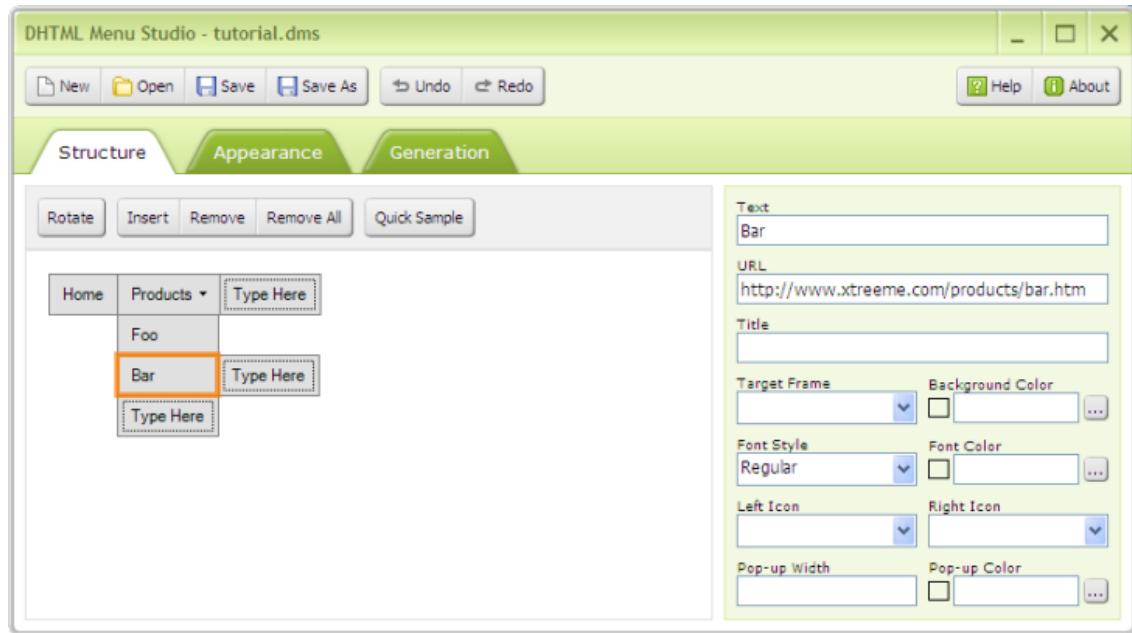 DHTML Menu Studio - tutorial.dms
New Open Save Save As Undo Redo Help About
Structure Appearance Generation
Rotate Insert Remove Remove All Quick Sample
Home Products Type Here
Foo
Bar Type Here
Type Here
Text
Bar
URL
http://www.xtreeme.com/products/bar.htm
Title
Target Frame Background Color
...
Font Style Font Color
Regular ...
Left Icon Right Icon
Pop-up Width Pop-up Color
...